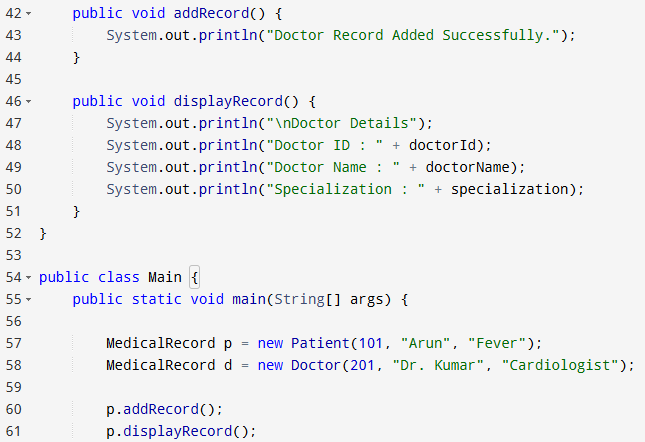 42 public void addRecord() {
43 System.out.println("Doctor Record Added Successfully.");
44 }
45
46 public void displayRecord() {
47 System.out.println("\nDoctor Details");
48 System.out.println("Doctor ID : " + doctorId);
49 System.out.println("Doctor Name : " + doctorName);
50 System.out.println("Specialization : " + specialization);
51 }
52 }
53
54 public class Main {
55 public static void main(String[] args) {
56
57 MedicalRecord p = new Patient(101, "Arun", "Fever");
58 MedicalRecord d = new Doctor(201, "Dr. Kumar", "Cardiologist");
59
60 p.addRecord();
61 p.displayRecord();